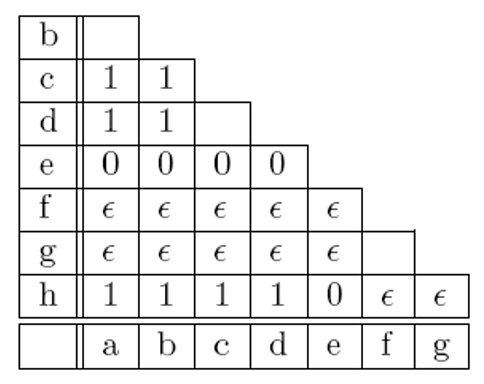 b
c 1 1
d 1 1
e 0 0 0 0
f ϵ ϵ ϵ ϵ ϵ
g ϵ ϵ ϵ ϵ ϵ
h 1 1 1 1 0 ϵ ϵ
a b c d e f g